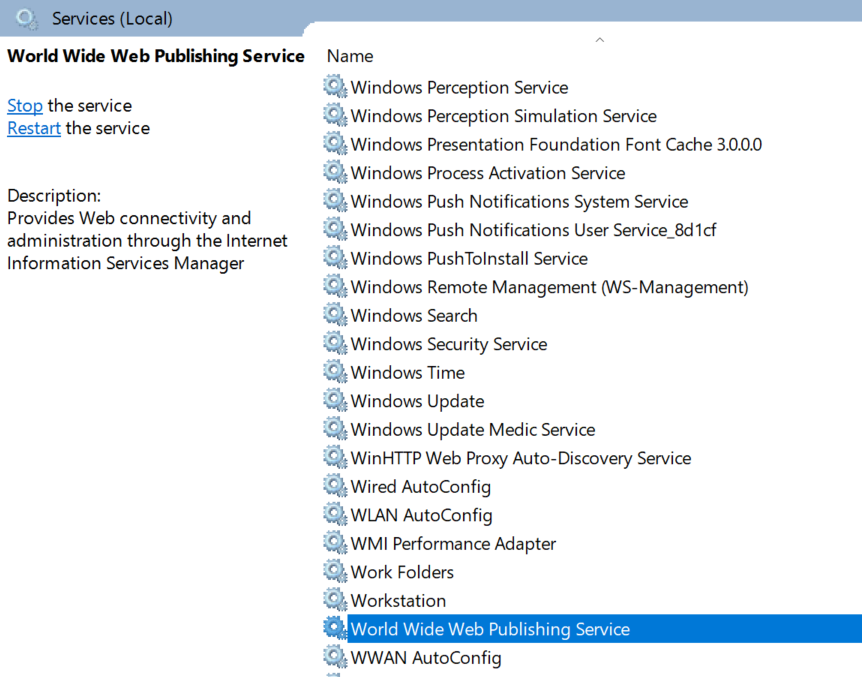 Services (Local)
World Wide Web Publishing Service
Stop the service
Restart the service
Description:
Provides Web connectivity and
administration through the Internet
Information Services Manager
Name
Windows Perception Service
Windows Perception Simulation Service
Windows Presentation Foundation Font Cache 3.0.0.0
Windows Process Activation Service
Windows Push Notifications System Service
Windows Push Notifications User Service_8d1cf
Windows PushToInstall Service
Windows Remote Management (WS-Management)
Windows Search
Windows Security Service
Windows Time
Windows Update
Windows Update Medic Service
WinHTTP Web Proxy Auto-Discovery Service
Wired AutoConfig
WLAN AutoConfig
WMI Performance Adapter
Work Folders
Workstation
World Wide Web Publishing Service
WWAN AutoConfig